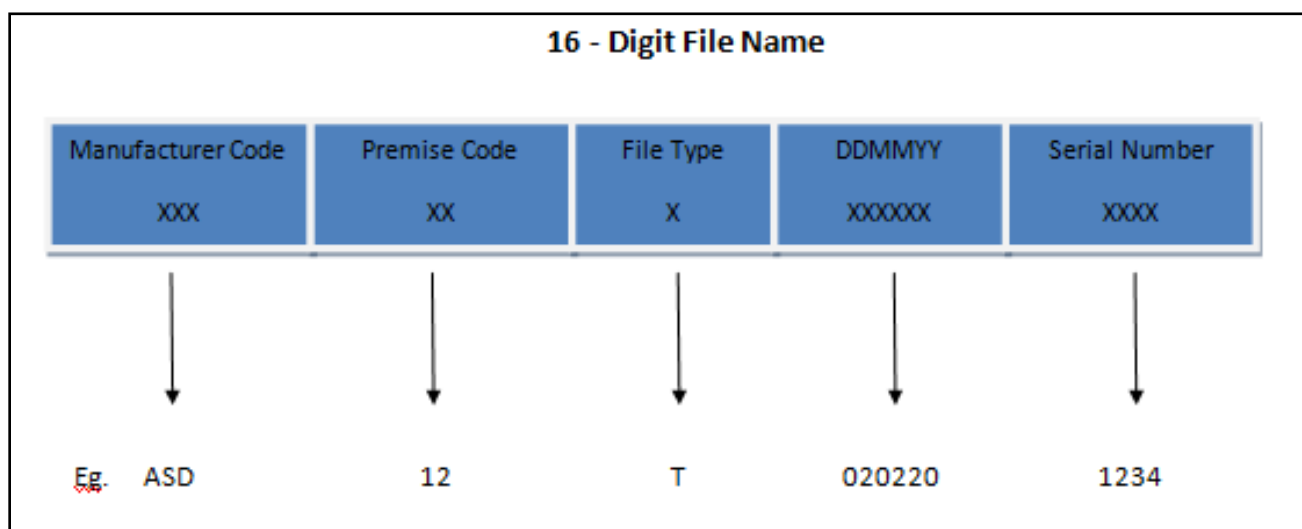 16 - Digit File Name
Manufacturer Code Premise Code File Type DDMMYY Serial Number
XXX XX X XXXXXX XXXX
Eg. ASD 12 T 020220 1234